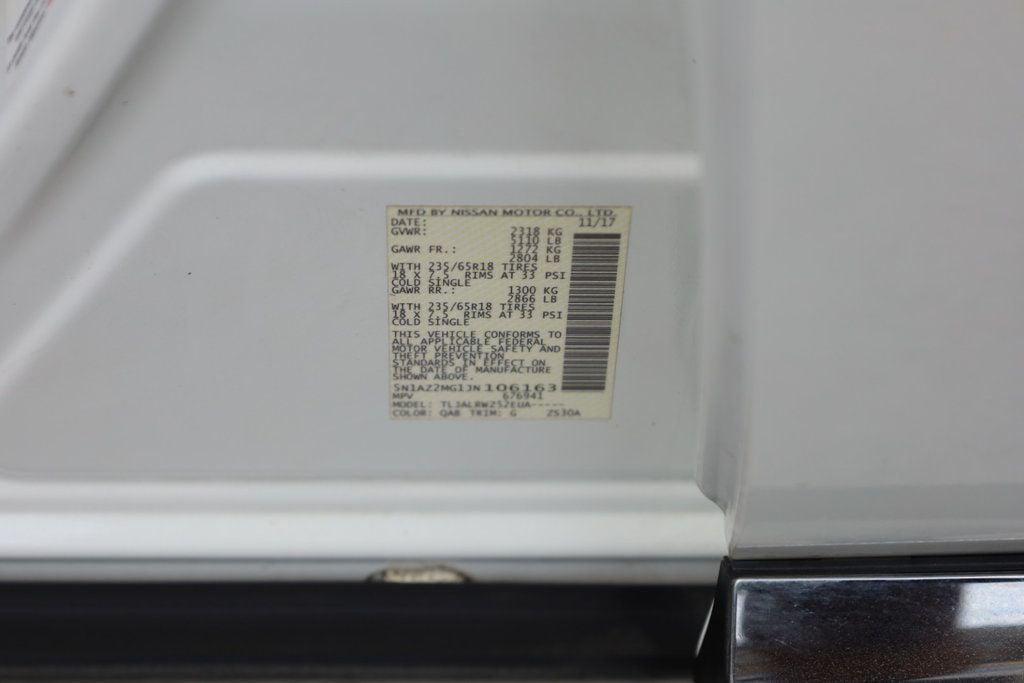 MFD BY NISSAN MOTOR CO., LTD.
DATE: 11/17
GVWR: 2318 KG
5110 LB
GAWR FR.: 1272 KG
2804 LB
WITH 235/65R18 TIRES
18 X 7.5 RIMS AT 33 PSI
COLD SINGLE
GAWR RR.: 1300 KG
2866 LB
WITH 235/65R18 TIRES
18 X 7.5 RIMS AT 33 PSI
COLD SINGLE
THIS VEHICLE CONFORMS TO
ALL APPLICABLE FEDERAL
MOTOR VEHICLE SAFETY AND
THEFT PREVENTION
STANDARDS IN EFFECT ON
THE DATE OF MANUFACTURE
SHOWN ABOVE.
5N1AZ2MG1JN106163
MPV 676941
MODEL: TLJALRWZ52EUA-----
COLOR: QAB TRIM: G ZS30A